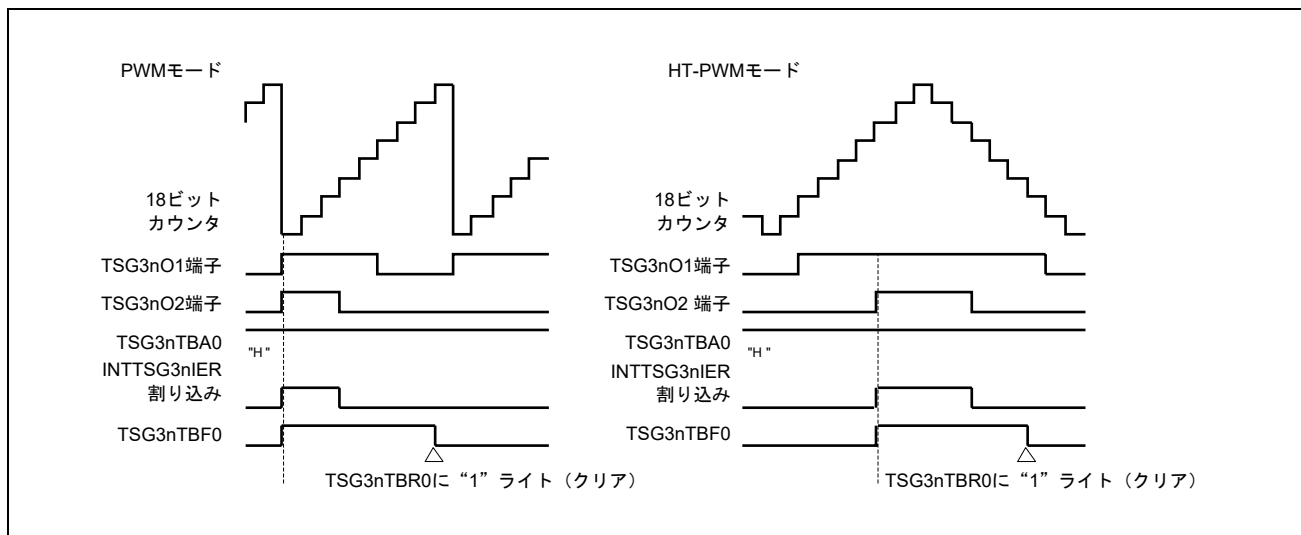 PWMモード
18ビット
カウンタ
TSG3nO1端子
TSG3nO2端子
TSG3nTBA0
"H "
INTTSG3nIER
割り込み
TSG3nTBF0
TSG3nTBR0に“1”ライト（クリア）
HT-PWMモード
18ビット
カウンタ
TSG3nO1端子
TSG3nO2 端子
TSG3nTBA0
"H "
INTTSG3nIER
割り込み
TSG3nTBF0
TSG3nTBR0に“1”ライト（クリア）